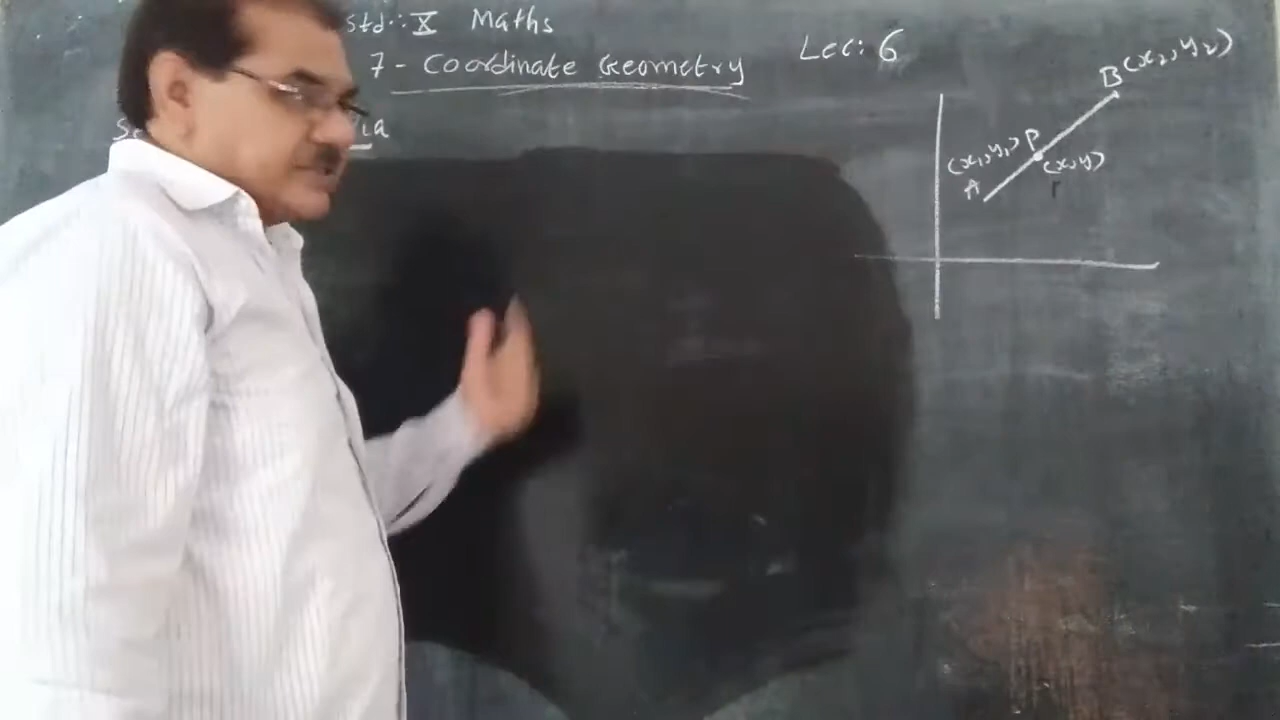 Std.: X Maths
7 - Coordinate Geometry
Lec: 6
B (x₂, y₂)
(x₁, y₁) P
(x, y)
A